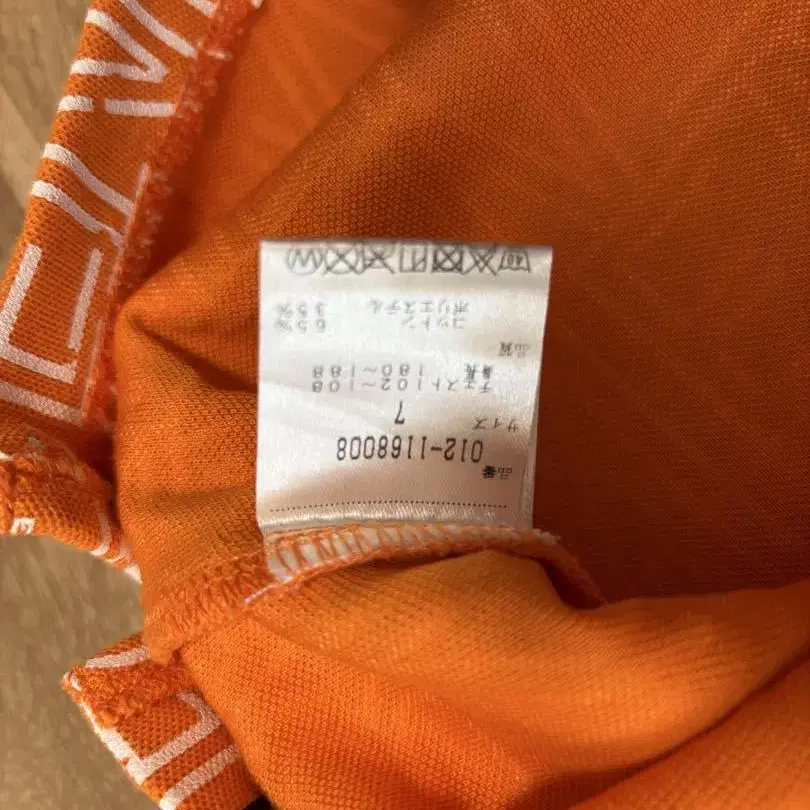 品番
012-1168008
サイズ
7
チェスト102～108
身長 180～188
品質
コットン 65%
ポリエステル 35%
40 W